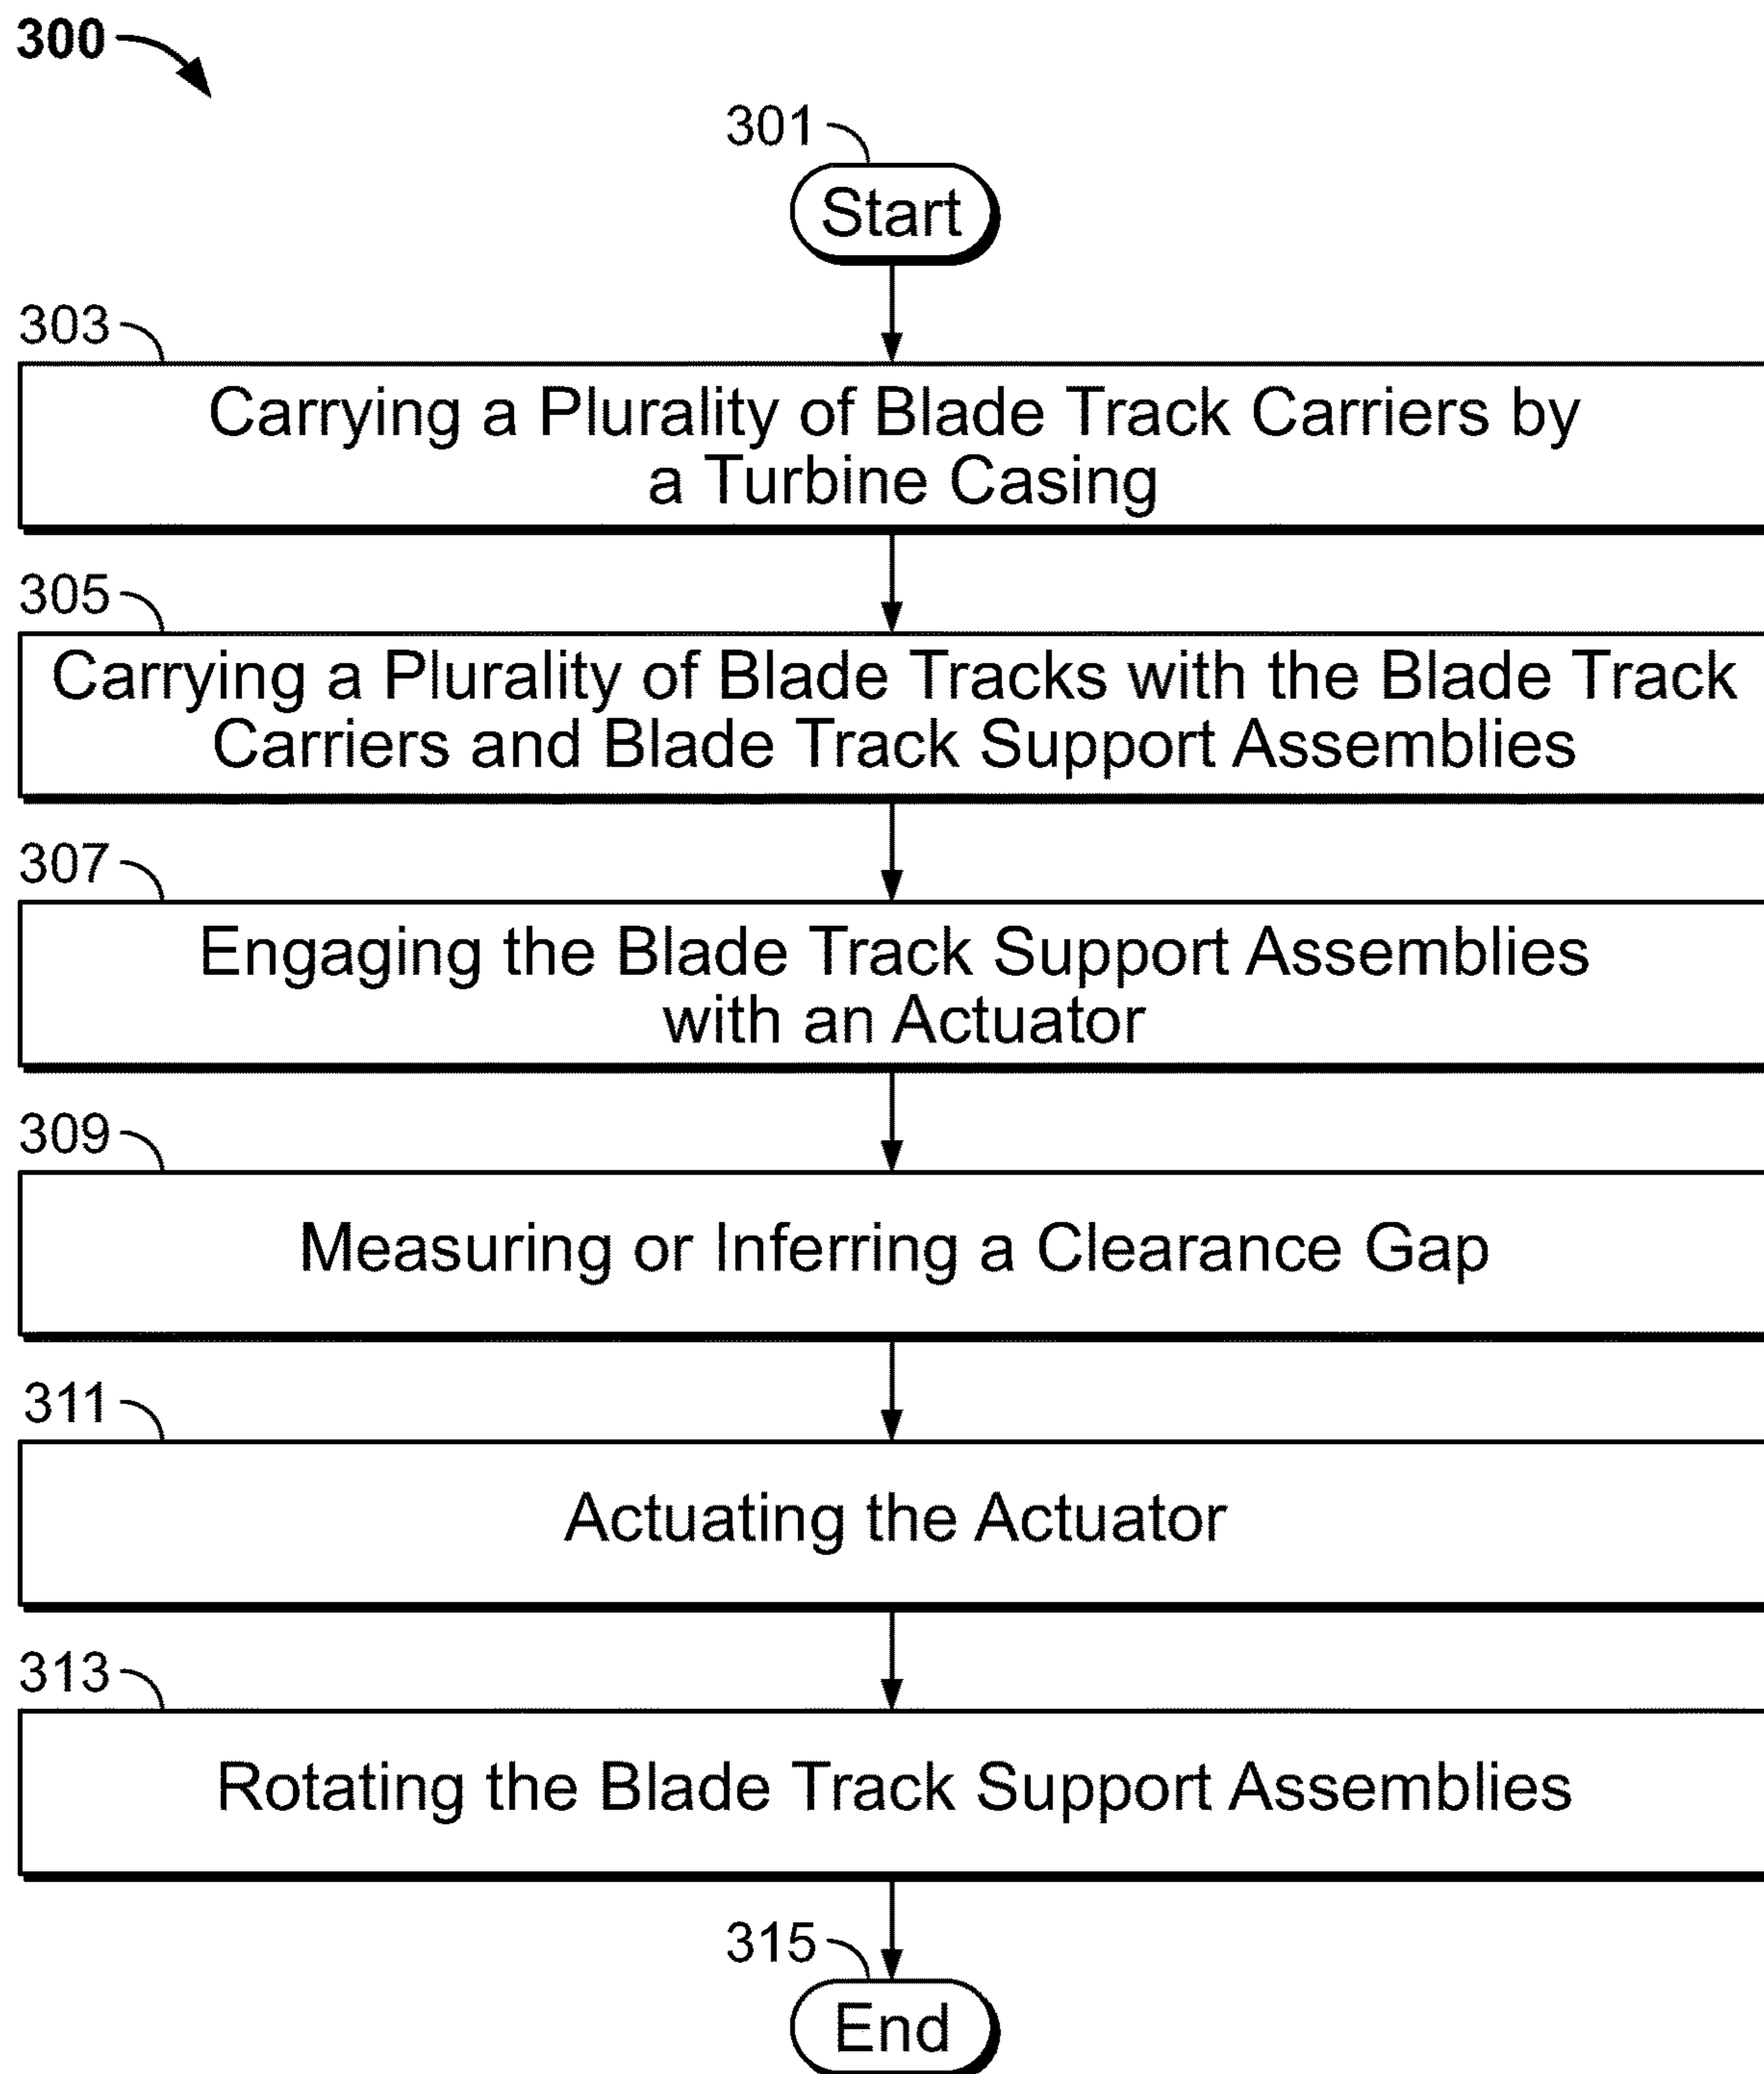 300
301
Start
303
Carrying a Plurality of Blade Track Carriers by
a Turbine Casing
305
Carrying a Plurality of Blade Tracks with the Blade Track
Carriers and Blade Track Support Assemblies
307
Engaging the Blade Track Support Assemblies
with an Actuator
309
Measuring or Inferring a Clearance Gap
311
Actuating the Actuator
313
Rotating the Blade Track Support Assemblies
315
End